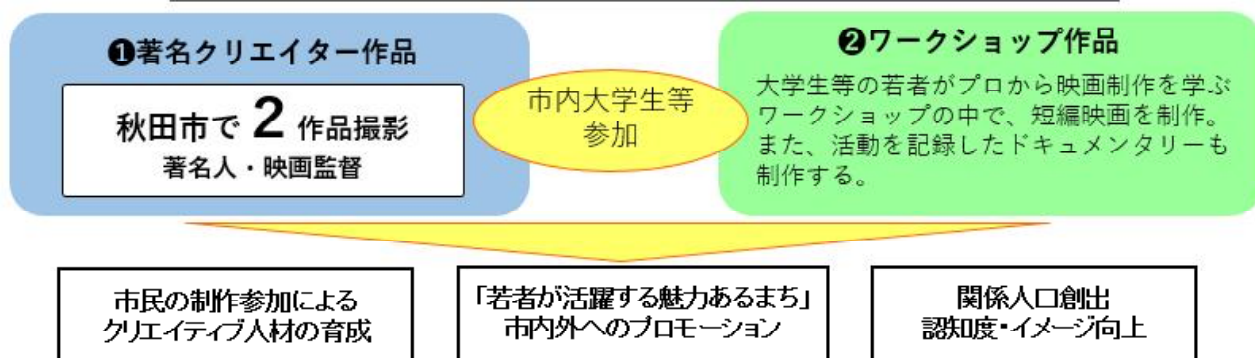 ❶著名クリエイター作品
秋田市で 2 作品撮影
著名人・映画監督
市内大学生等
参加
❷ワークショップ作品
大学生等の若者がプロから映画制作を学ぶ
ワークショップの中で、短編映画を制作。
また、活動を記録したドキュメンタリーも
制作する。
市民の制作参加による
クリエイティブ人材の育成
「若者が活躍する魅力あるまち」
市内外へのプロモーション
関係人口創出
認知度・イメージ向上